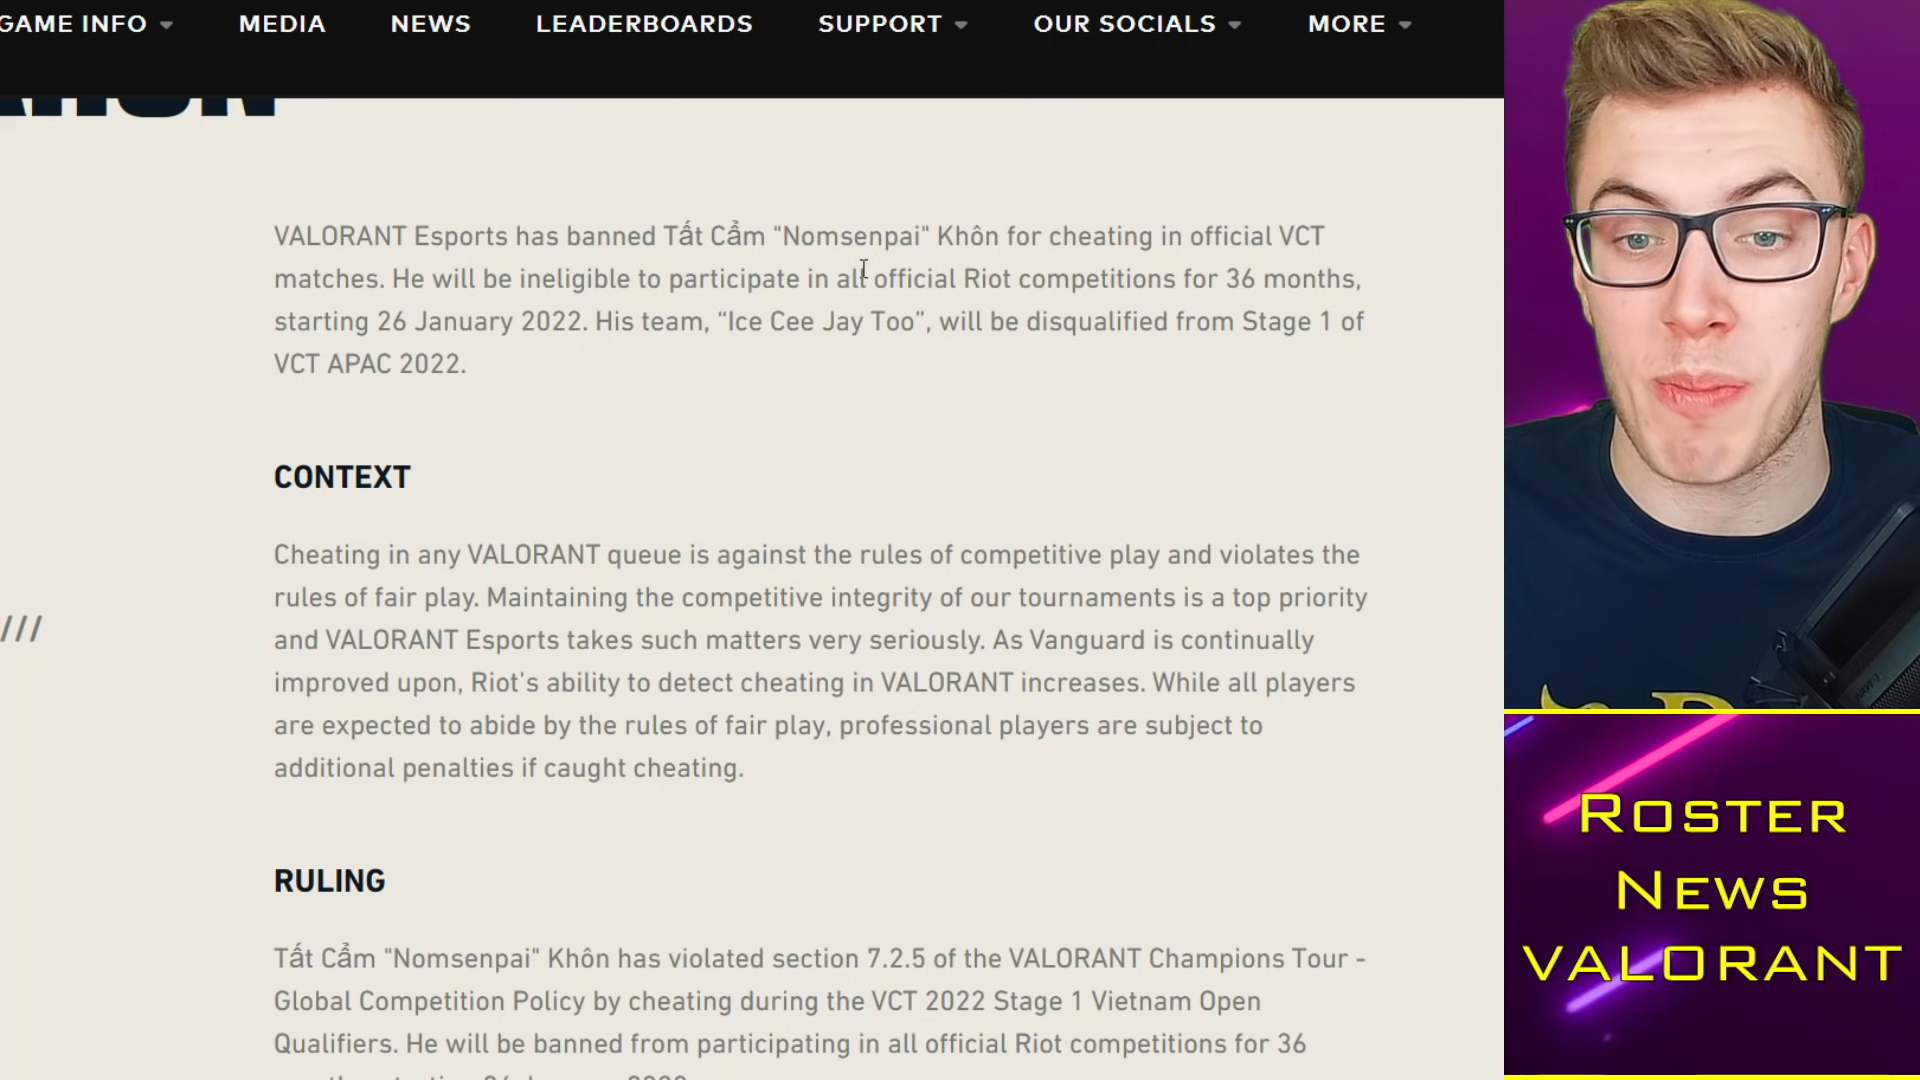 GAME INFO
MEDIA
NEWS
LEADERBOARDS
SUPPORT
OUR SOCIALS
MORE
VALORANT Esports has banned Tất Cẩm "Nomsenpai" Khôn for cheating in official VCT
matches. He will be ineligible to participate in all official Riot competitions for 36 months,
starting 26 January 2022. His team, “Ice Cee Jay Too”, will be disqualified from Stage 1 of
VCT APAC 2022.
CONTEXT
Cheating in any VALORANT queue is against the rules of competitive play and violates the
rules of fair play. Maintaining the competitive integrity of our tournaments is a top priority
and VALORANT Esports takes such matters very seriously. As Vanguard is continually
improved upon, Riot's ability to detect cheating in VALORANT increases. While all players
are expected to abide by the rules of fair play, professional players are subject to
additional penalties if caught cheating.
///
RULING
Tất Cẩm "Nomsenpai" Khôn has violated section 7.2.5 of the VALORANT Champions Tour -
Global Competition Policy by cheating during the VCT 2022 Stage 1 Vietnam Open
Qualifiers. He will be banned from participating in all official Riot competitions for 36
Roster
News
VALORANT